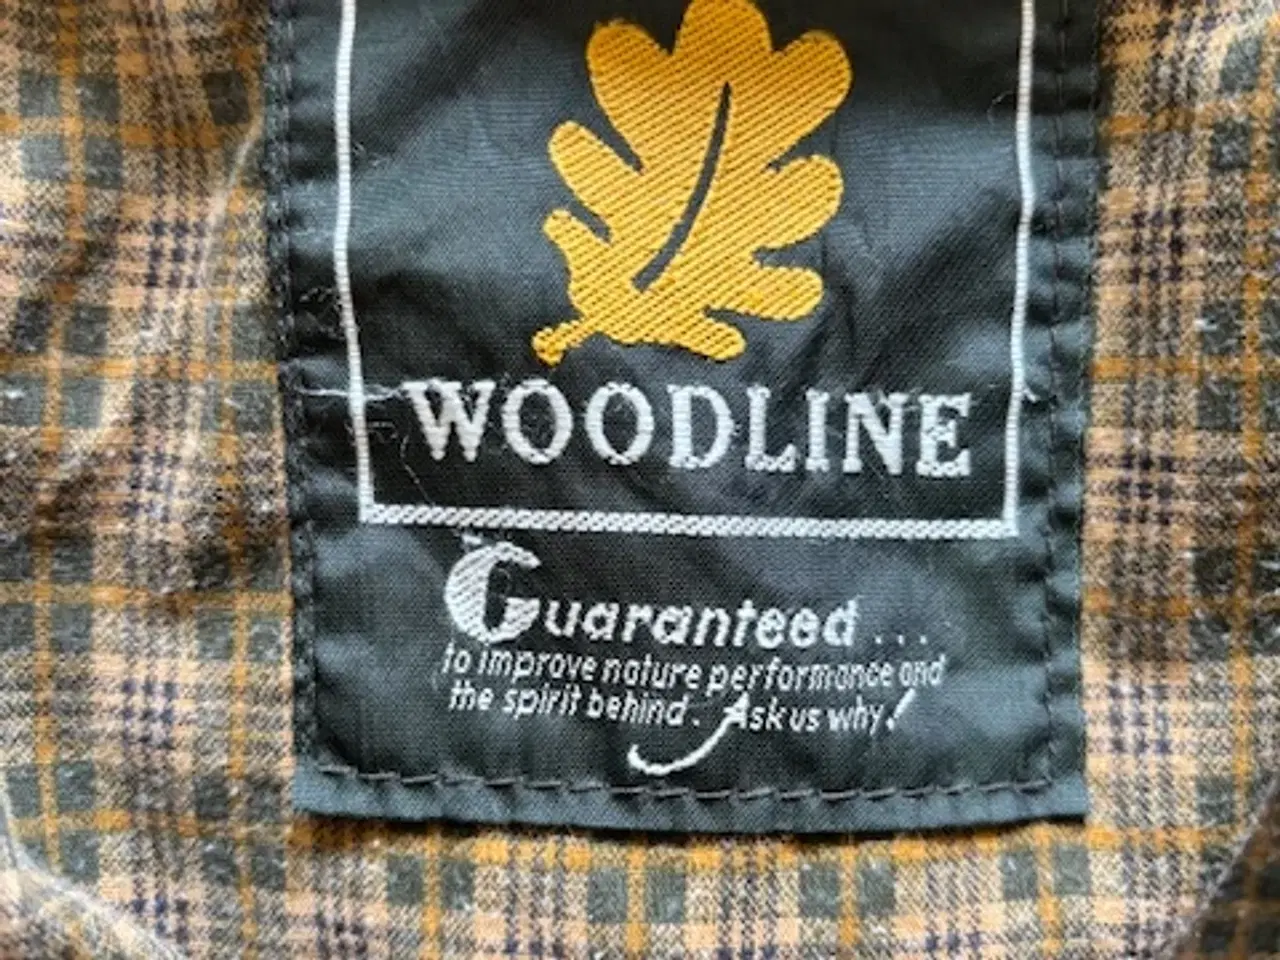 WOODLINE
Guaranteed...
to improve nature performance and
the spirit behind. Ask us why!